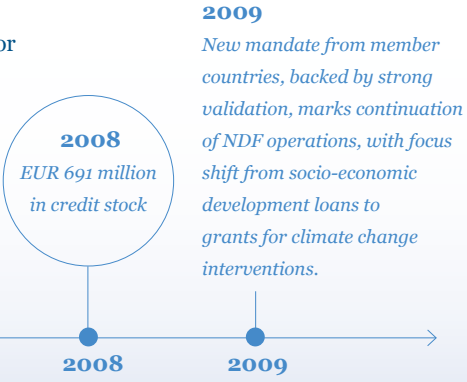 or
2008
EUR 691 million
in credit stock
2009
New mandate from member
countries, backed by strong
validation, marks continuation
of NDF operations, with focus
shift from socio-economic
development loans to
grants for climate change
interventions.
2008
2009